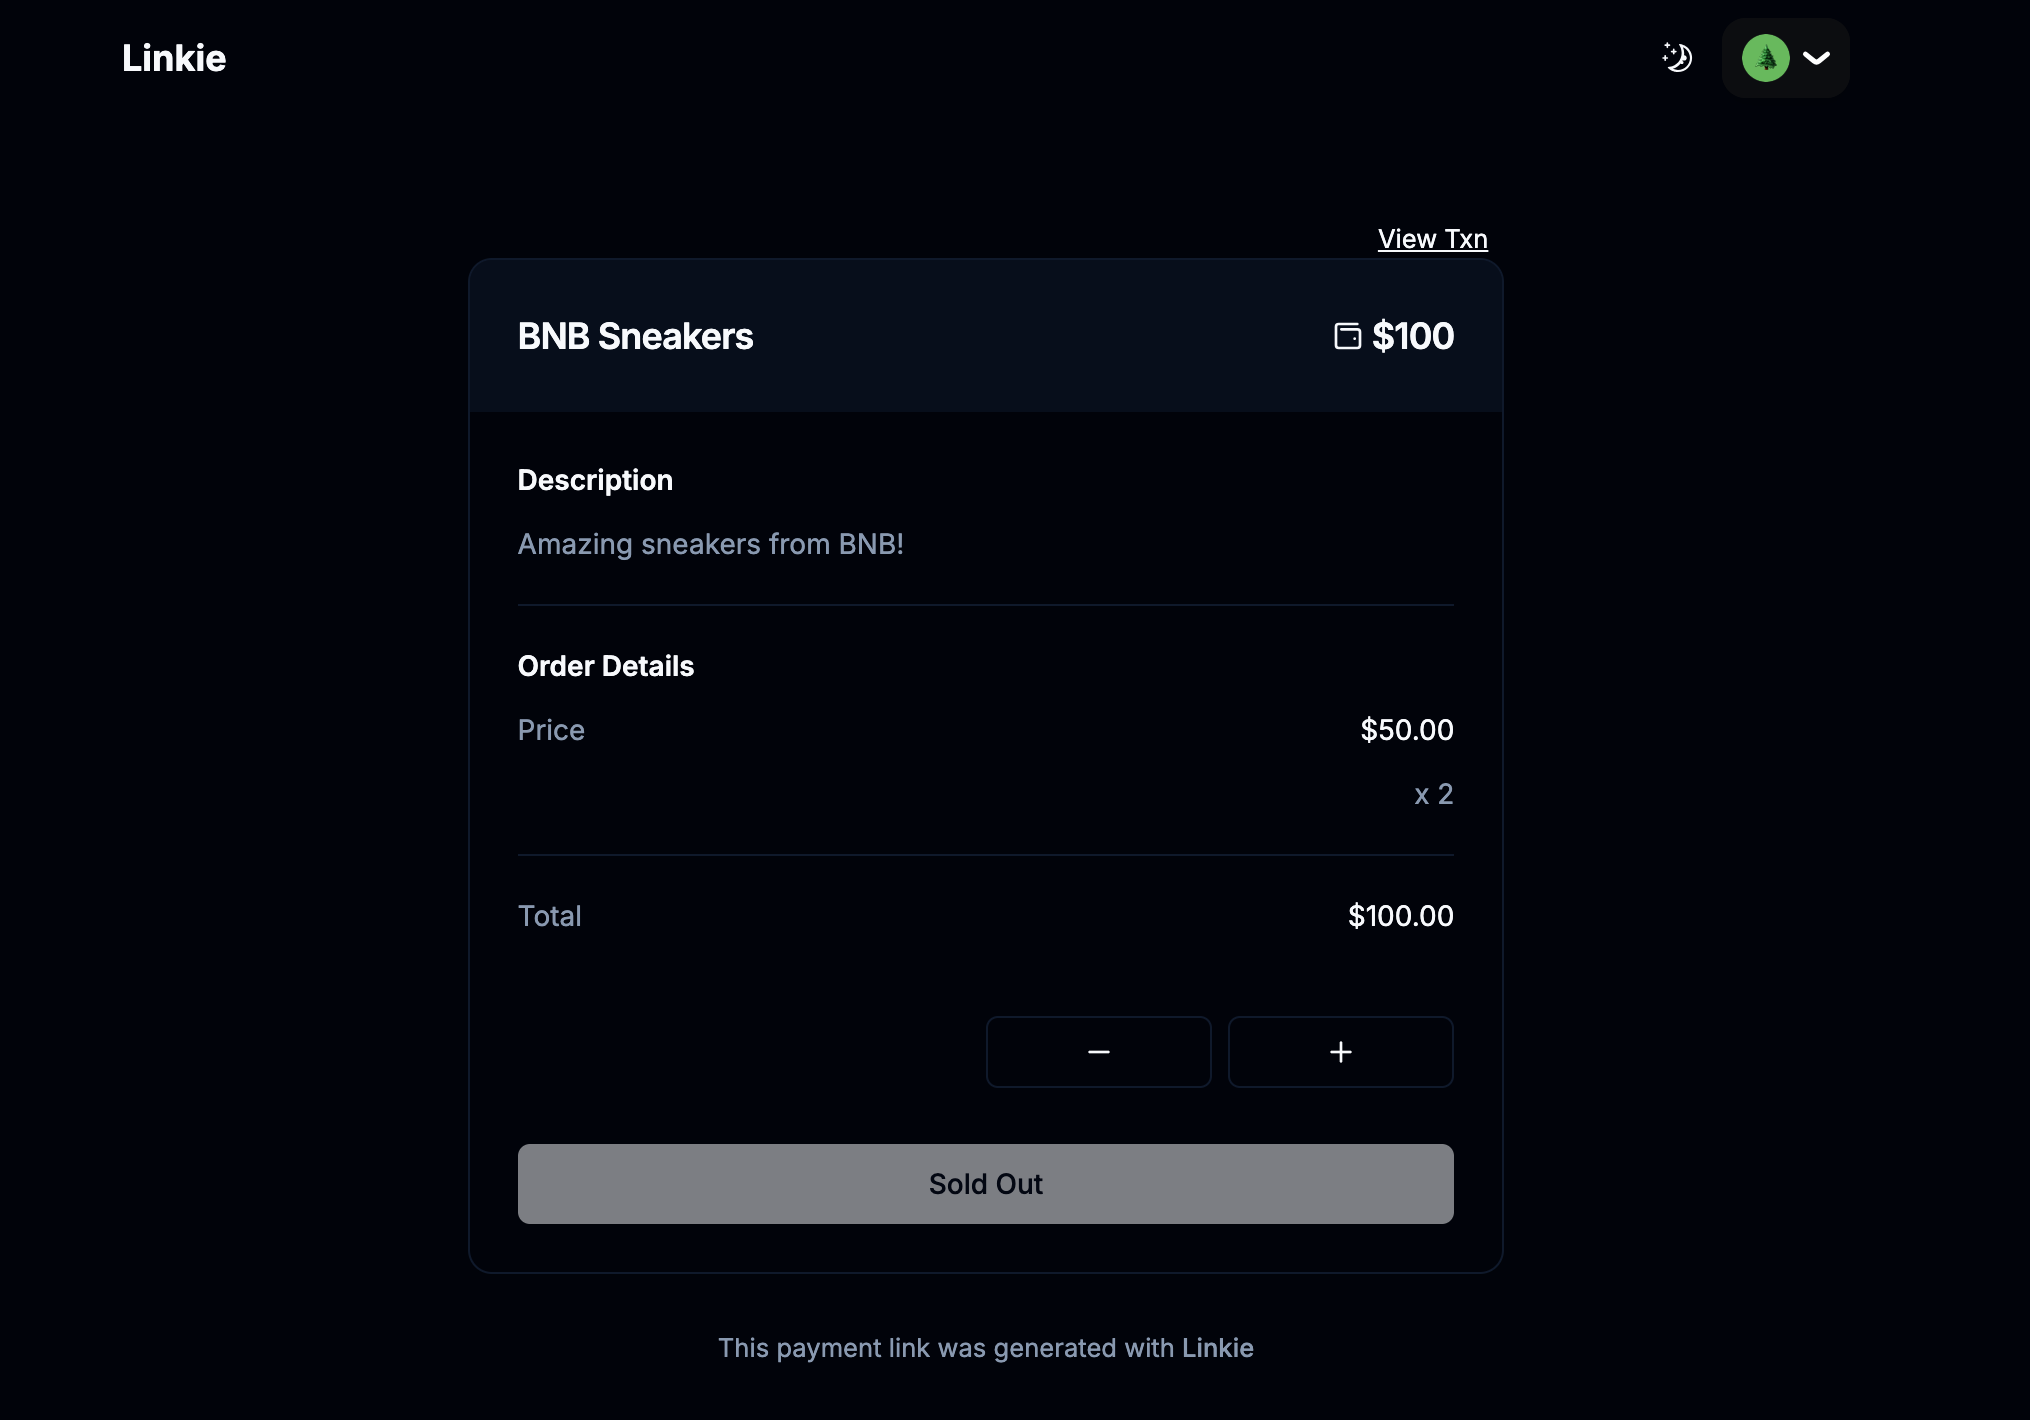 Linkie
View Txn
BNB Sneakers
$100
Description
Amazing sneakers from BNB!
Order Details
Price $50.00
x 2
Total $100.00
− +
Sold Out
This payment link was generated with Linkie